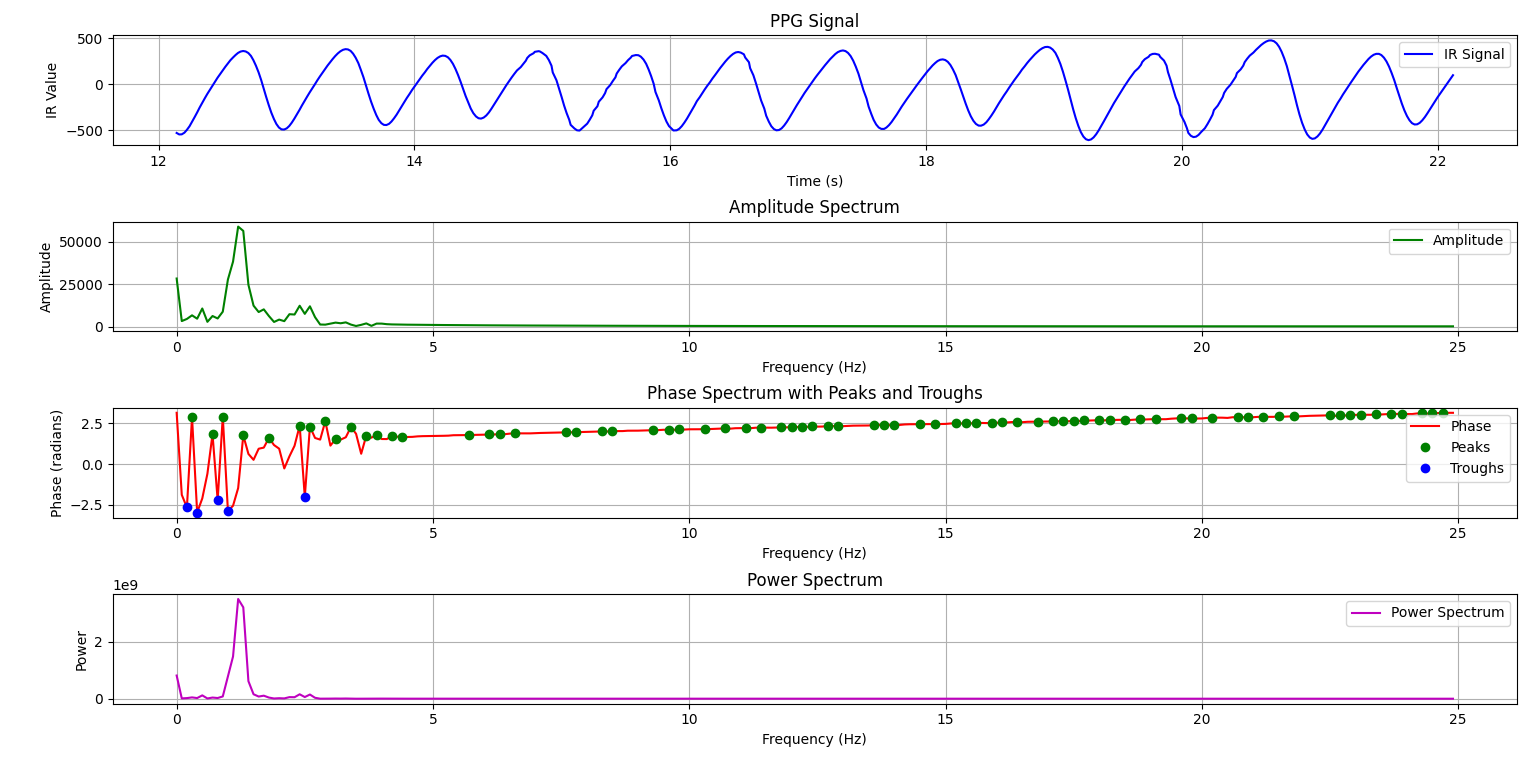 PPG Signal
500
0
−500
IR Value
IR Signal
12
14
16
18
20
22
Time (s)
Amplitude Spectrum
50000
25000
0
Amplitude
Amplitude
0
5
10
15
20
25
Frequency (Hz)
Phase Spectrum with Peaks and Troughs
2.5
0.0
−2.5
Phase (radians)
Phase
Peaks
Troughs
0
5
10
15
20
25
Frequency (Hz)
Power Spectrum
1e9
2
0
Power
Power Spectrum
0
5
10
15
20
25
Frequency (Hz)